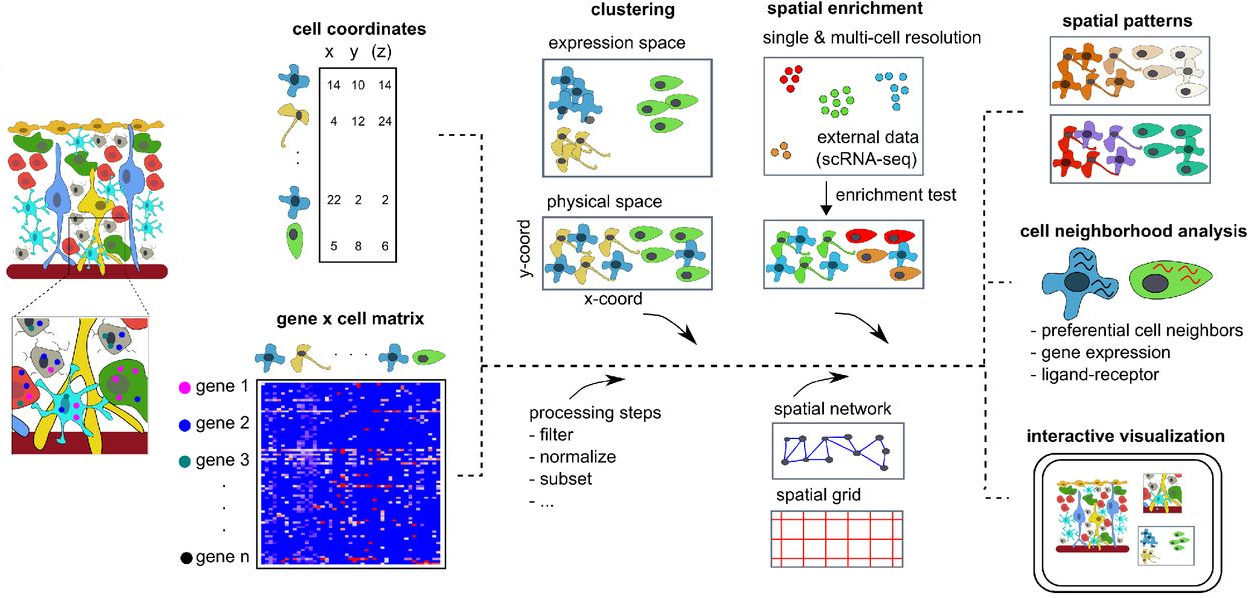 cell coordinates
x y (z)
14 10 14
4 12 24
22 2 2
5 8 6
gene x cell matrix
gene 1
gene 2
gene 3
gene n
clustering
expression space
physical space
y-coord
x-coord
processing steps
- filter
- normalize
- subset
- ...
spatial enrichment
single & multi-cell resolution
external data
(scRNA-seq)
enrichment test
spatial network
spatial grid
spatial patterns
cell neighborhood analysis
- preferential cell neighbors
- gene expression
- ligand-receptor
interactive visualization